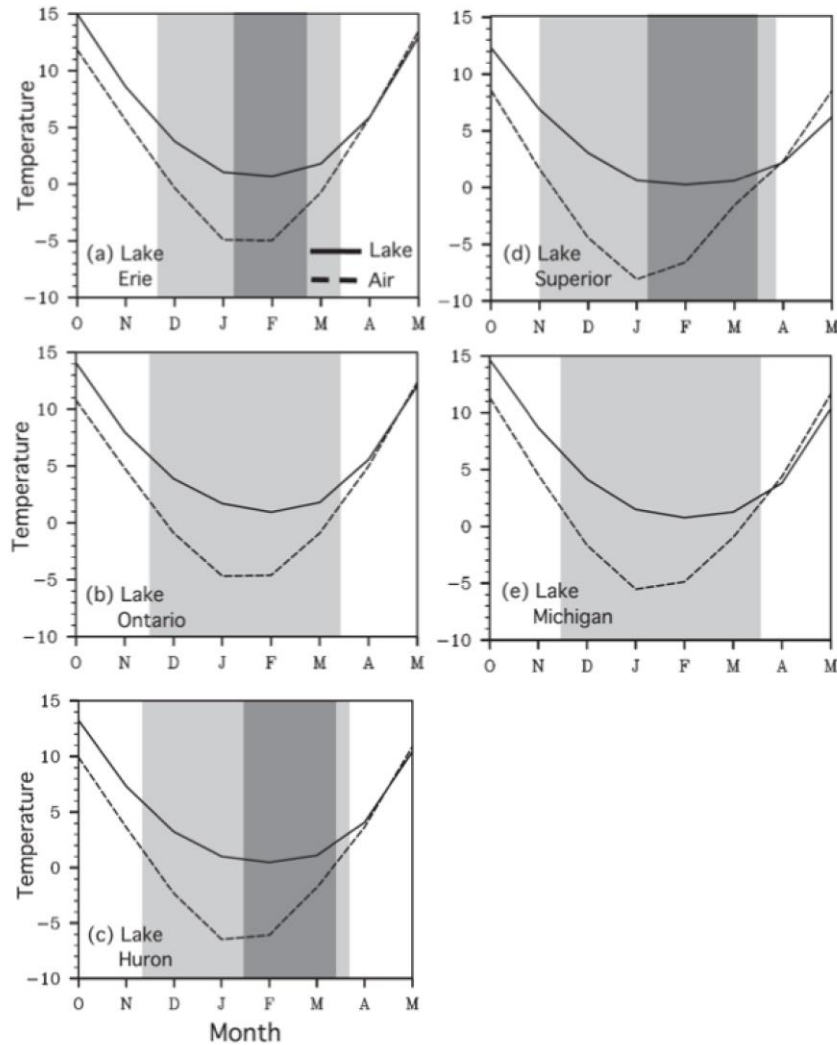 15
10
5
0
−5
−10
Temperature
(a) Lake
Erie
Lake
Air
O N D J F M A M
15
10
5
0
−5
−10
(d) Lake
Superior
O N D J F M A M
15
10
5
0
−5
−10
Temperature
(b) Lake
Ontario
O N D J F M A M
15
10
5
0
−5
−10
(e) Lake
Michigan
O N D J F M A M
15
10
5
0
−5
−10
Temperature
(c) Lake
Huron
O N D J F M A M
Month